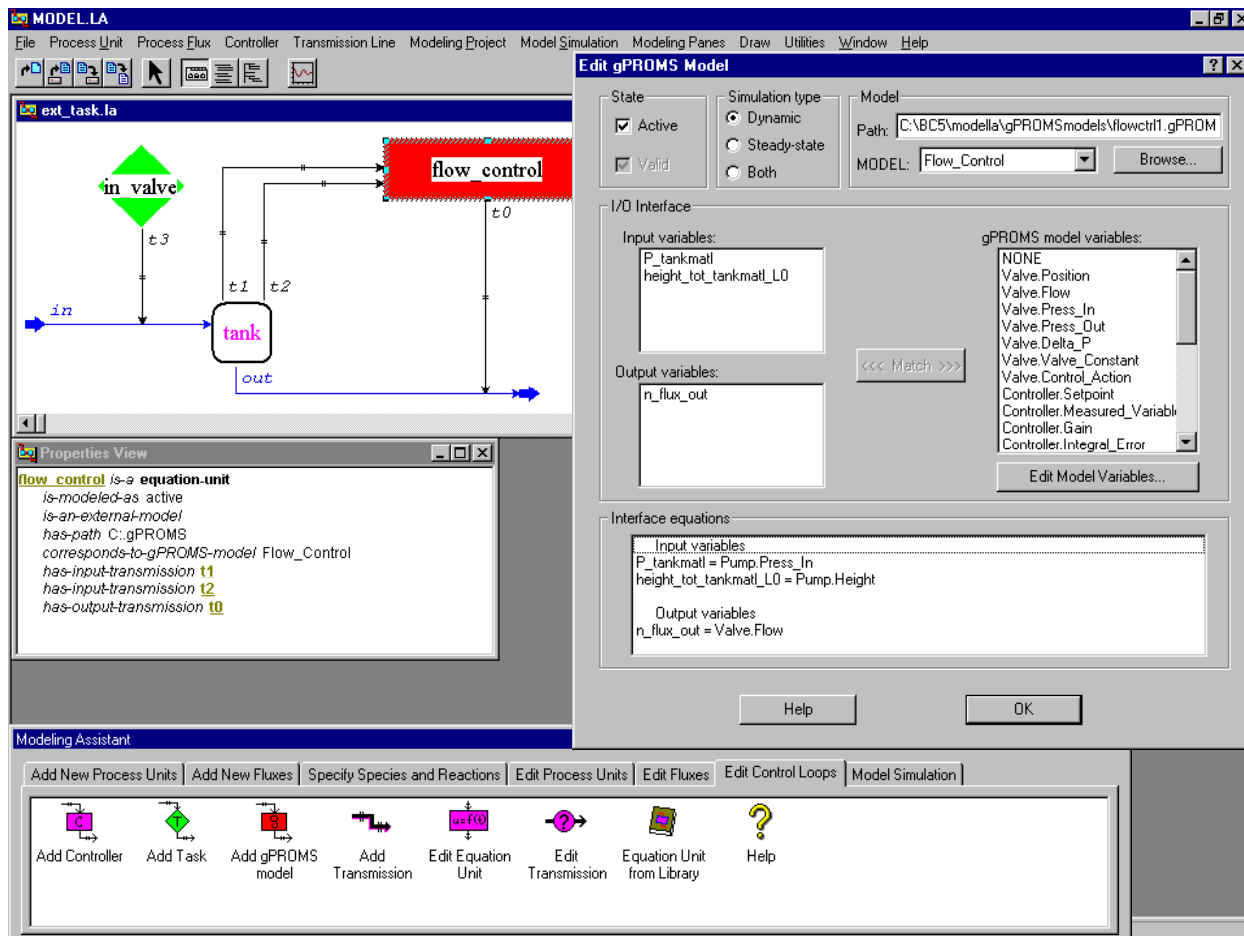 MODEL.LA
File Process Unit Process Flux Controller Transmission Line Modeling Project Model Simulation Modeling Panes Draw Utilities Window Help
ext_task.la
in_valve
flow_control
t3
t0
t1 t2
in
tank
out
Properties View
flow_control is-a equation-unit
is-modeled-as active
is-an-external-model
has-path C:.gPROMS
corresponds-to-gPROMS-model Flow_Control
has-input-transmission t1
has-input-transmission t2
has-output-transmission t0
Edit gPROMS Model
State
Active
Valid
Simulation type
Dynamic
Steady-state
Both
Model
Path: C:\BC5\modella\gPROMSmodels\flowctrl1.gPROM
MODEL: Flow_Control
Browse...
I/O Interface
Input variables:
P_tankmatl
height_tot_tankmatl_L0
Output variables:
n_flux_out
<<< Match >>>
gPROMS model variables:
NONE
Valve.Position
Valve.Flow
Valve.Press_In
Valve.Press_Out
Valve.Delta_P
Valve.Valve_Constant
Valve.Control_Action
Controller.Setpoint
Controller.Measured_Variabl
Controller.Gain
Controller.Integral_Error
Edit Model Variables...
Interface equations
Input variables
P_tankmatl = Pump.Press_In
height_tot_tankmatl_L0 = Pump.Height
Output variables
n_flux_out = Valve.Flow
Help
OK
Modeling Assistant
Add New Process Units Add New Fluxes Specify Species and Reactions Edit Process Units Edit Fluxes Edit Control Loops Model Simulation
C
T
g
u=f(t)
?
?
Add Controller
Add Task
Add gPROMS
model
Add
Transmission
Edit Equation
Unit
Edit
Transmission
Equation Unit
from Library
Help